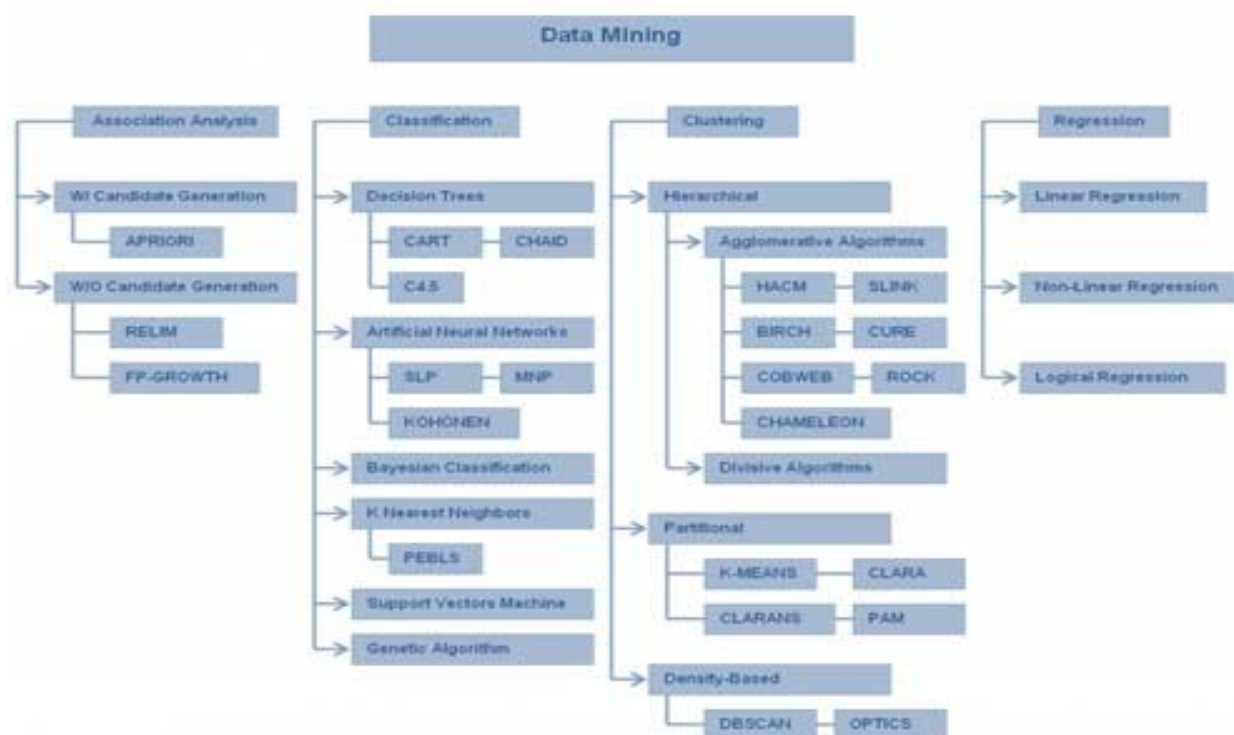 Data Mining
Association Analysis
WI Candidate Generation
APRIORI
WIO Candidate Generation
RELIM
FP-GROWTH
Classification
Decision Trees
CART
CHAID
C4.5
Artificial Neural Networks
SLP
MNP
KOHONEN
Bayesian Classification
K Nearest Neighbors
PEBLS
Support Vectors Machine
Genetic Algorithm
Clustering
Hierarchical
Agglomerative Algorithms
HACM
SLINK
BIRCH
CURE
COBWEB
ROCK
CHAMELEON
Divisive Algorithms
Partitional
K-MEANS
CLARA
CLARANS
PAM
Density-Based
DBSCAN
OPTICS
Regression
Linear Regression
Non-Linear Regression
Logical Regression